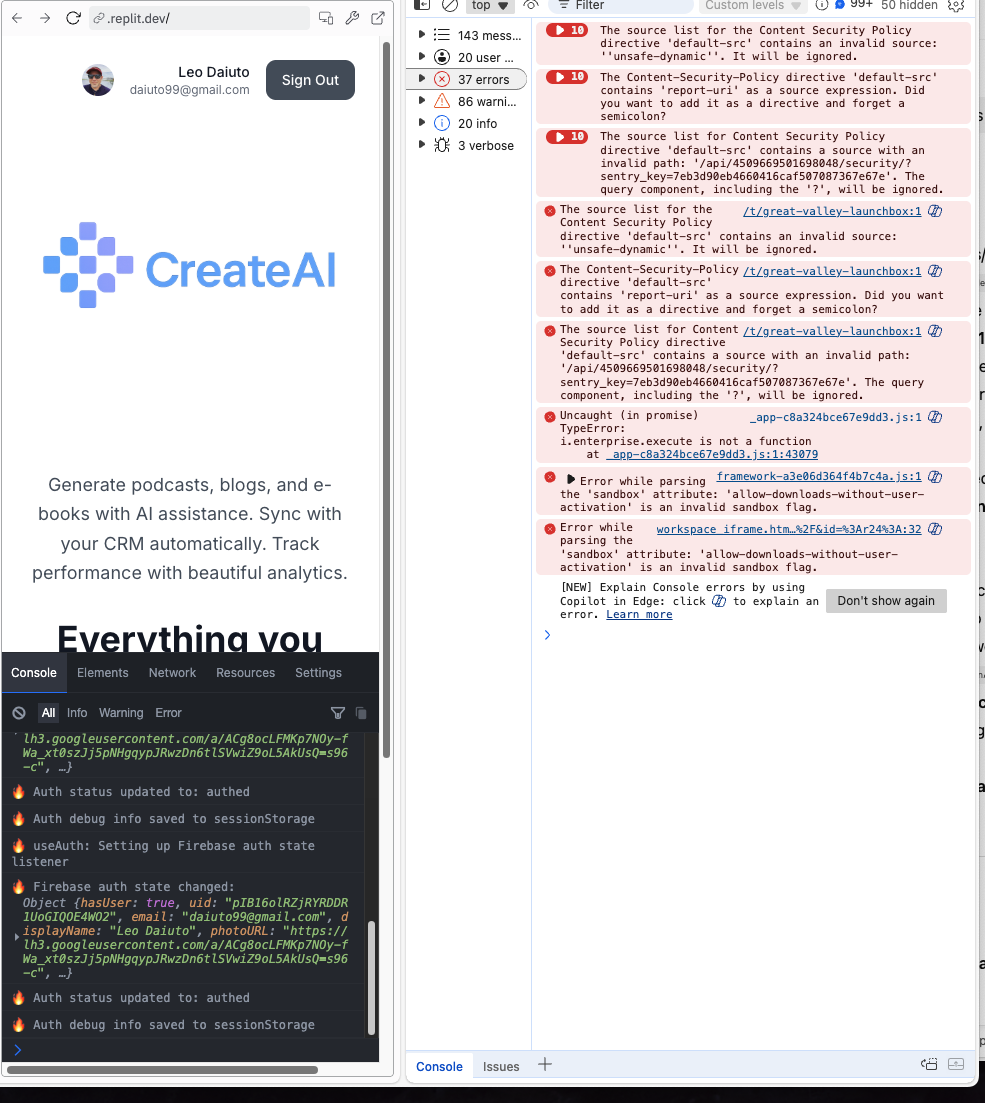 .replit.dev/
Leo Daiuto
daiuto99@gmail.com
Sign Out
CreateAI
Generate podcasts, blogs, and e-
books with AI assistance. Sync with
your CRM automatically. Track
performance with beautiful analytics.
Everything you
Console Elements Network Resources Settings
All Info Warning Error
lh3.googleusercontent.com/a/ACg8ocLFMKp7NOy-f
Wa_xt0szJj5pNHgqypJRwzDn6tlSVwiZ9oL5AkUsQ=s96
-c", …}
🔥 Auth status updated to: authed
🔥 Auth debug info saved to sessionStorage
🔥 useAuth: Setting up Firebase auth state
listener
🔥 Firebase auth state changed:
Object {hasUser: true, uid: "pIB16olRZjRYRDDR
1UoGIQOE4WO2", email: "daiuto99@gmail.com", d
isplayName: "Leo Daiuto", photoURL: "https://
lh3.googleusercontent.com/a/ACg8ocLFMKp7NOy-f
Wa_xt0szJj5pNHgqypJRwzDn6tlSVwiZ9oL5AkUsQ=s96
-c", …}
🔥 Auth status updated to: authed
🔥 Auth debug info saved to sessionStorage
top Filter Custom levels 99+ 50 hidden
143 mess...
20 user ...
37 errors
86 warni...
20 info
3 verbose
10 The source list for the Content Security Policy
directive 'default-src' contains an invalid source:
''unsafe-dynamic''. It will be ignored.
10 The Content-Security-Policy directive 'default-src'
contains 'report-uri' as a source expression. Did
you want to add it as a directive and forget a
semicolon?
10 The source list for Content Security Policy
directive 'default-src' contains a source with an
invalid path: '/api/4509669501698048/security/?
sentry_key=7eb3d90eb4660416caf507087367e67e'. The
query component, including the '?', will be ignored.
The source list for the /t/great-valley-launchbox:1
Content Security Policy
directive 'default-src' contains an invalid source:
''unsafe-dynamic''. It will be ignored.
The Content-Security-Policy /t/great-valley-launchbox:1
directive 'default-src'
contains 'report-uri' as a source expression. Did you want
to add it as a directive and forget a semicolon?
The source list for Content /t/great-valley-launchbox:1
Security Policy directive
'default-src' contains a source with an invalid path:
'/api/4509669501698048/security/?
sentry_key=7eb3d90eb4660416caf507087367e67e'. The query
component, including the '?', will be ignored.
Uncaught (in promise) _app-c8a324bce67e9dd3.js:1
TypeError:
i.enterprise.execute is not a function
at _app-c8a324bce67e9dd3.js:1:43079
Error while parsing framework-a3e06d364f4b7c4a.js:1
the 'sandbox' attribute: 'allow-downloads-without-user-
activation' is an invalid sandbox flag.
Error while workspace_iframe.htm…%2F&id=%3Ar24%3A:32
parsing the
'sandbox' attribute: 'allow-downloads-without-user-
activation' is an invalid sandbox flag.
[NEW] Explain Console errors by using
Copilot in Edge: click to explain an
error. Learn more
Don't show again
Console Issues